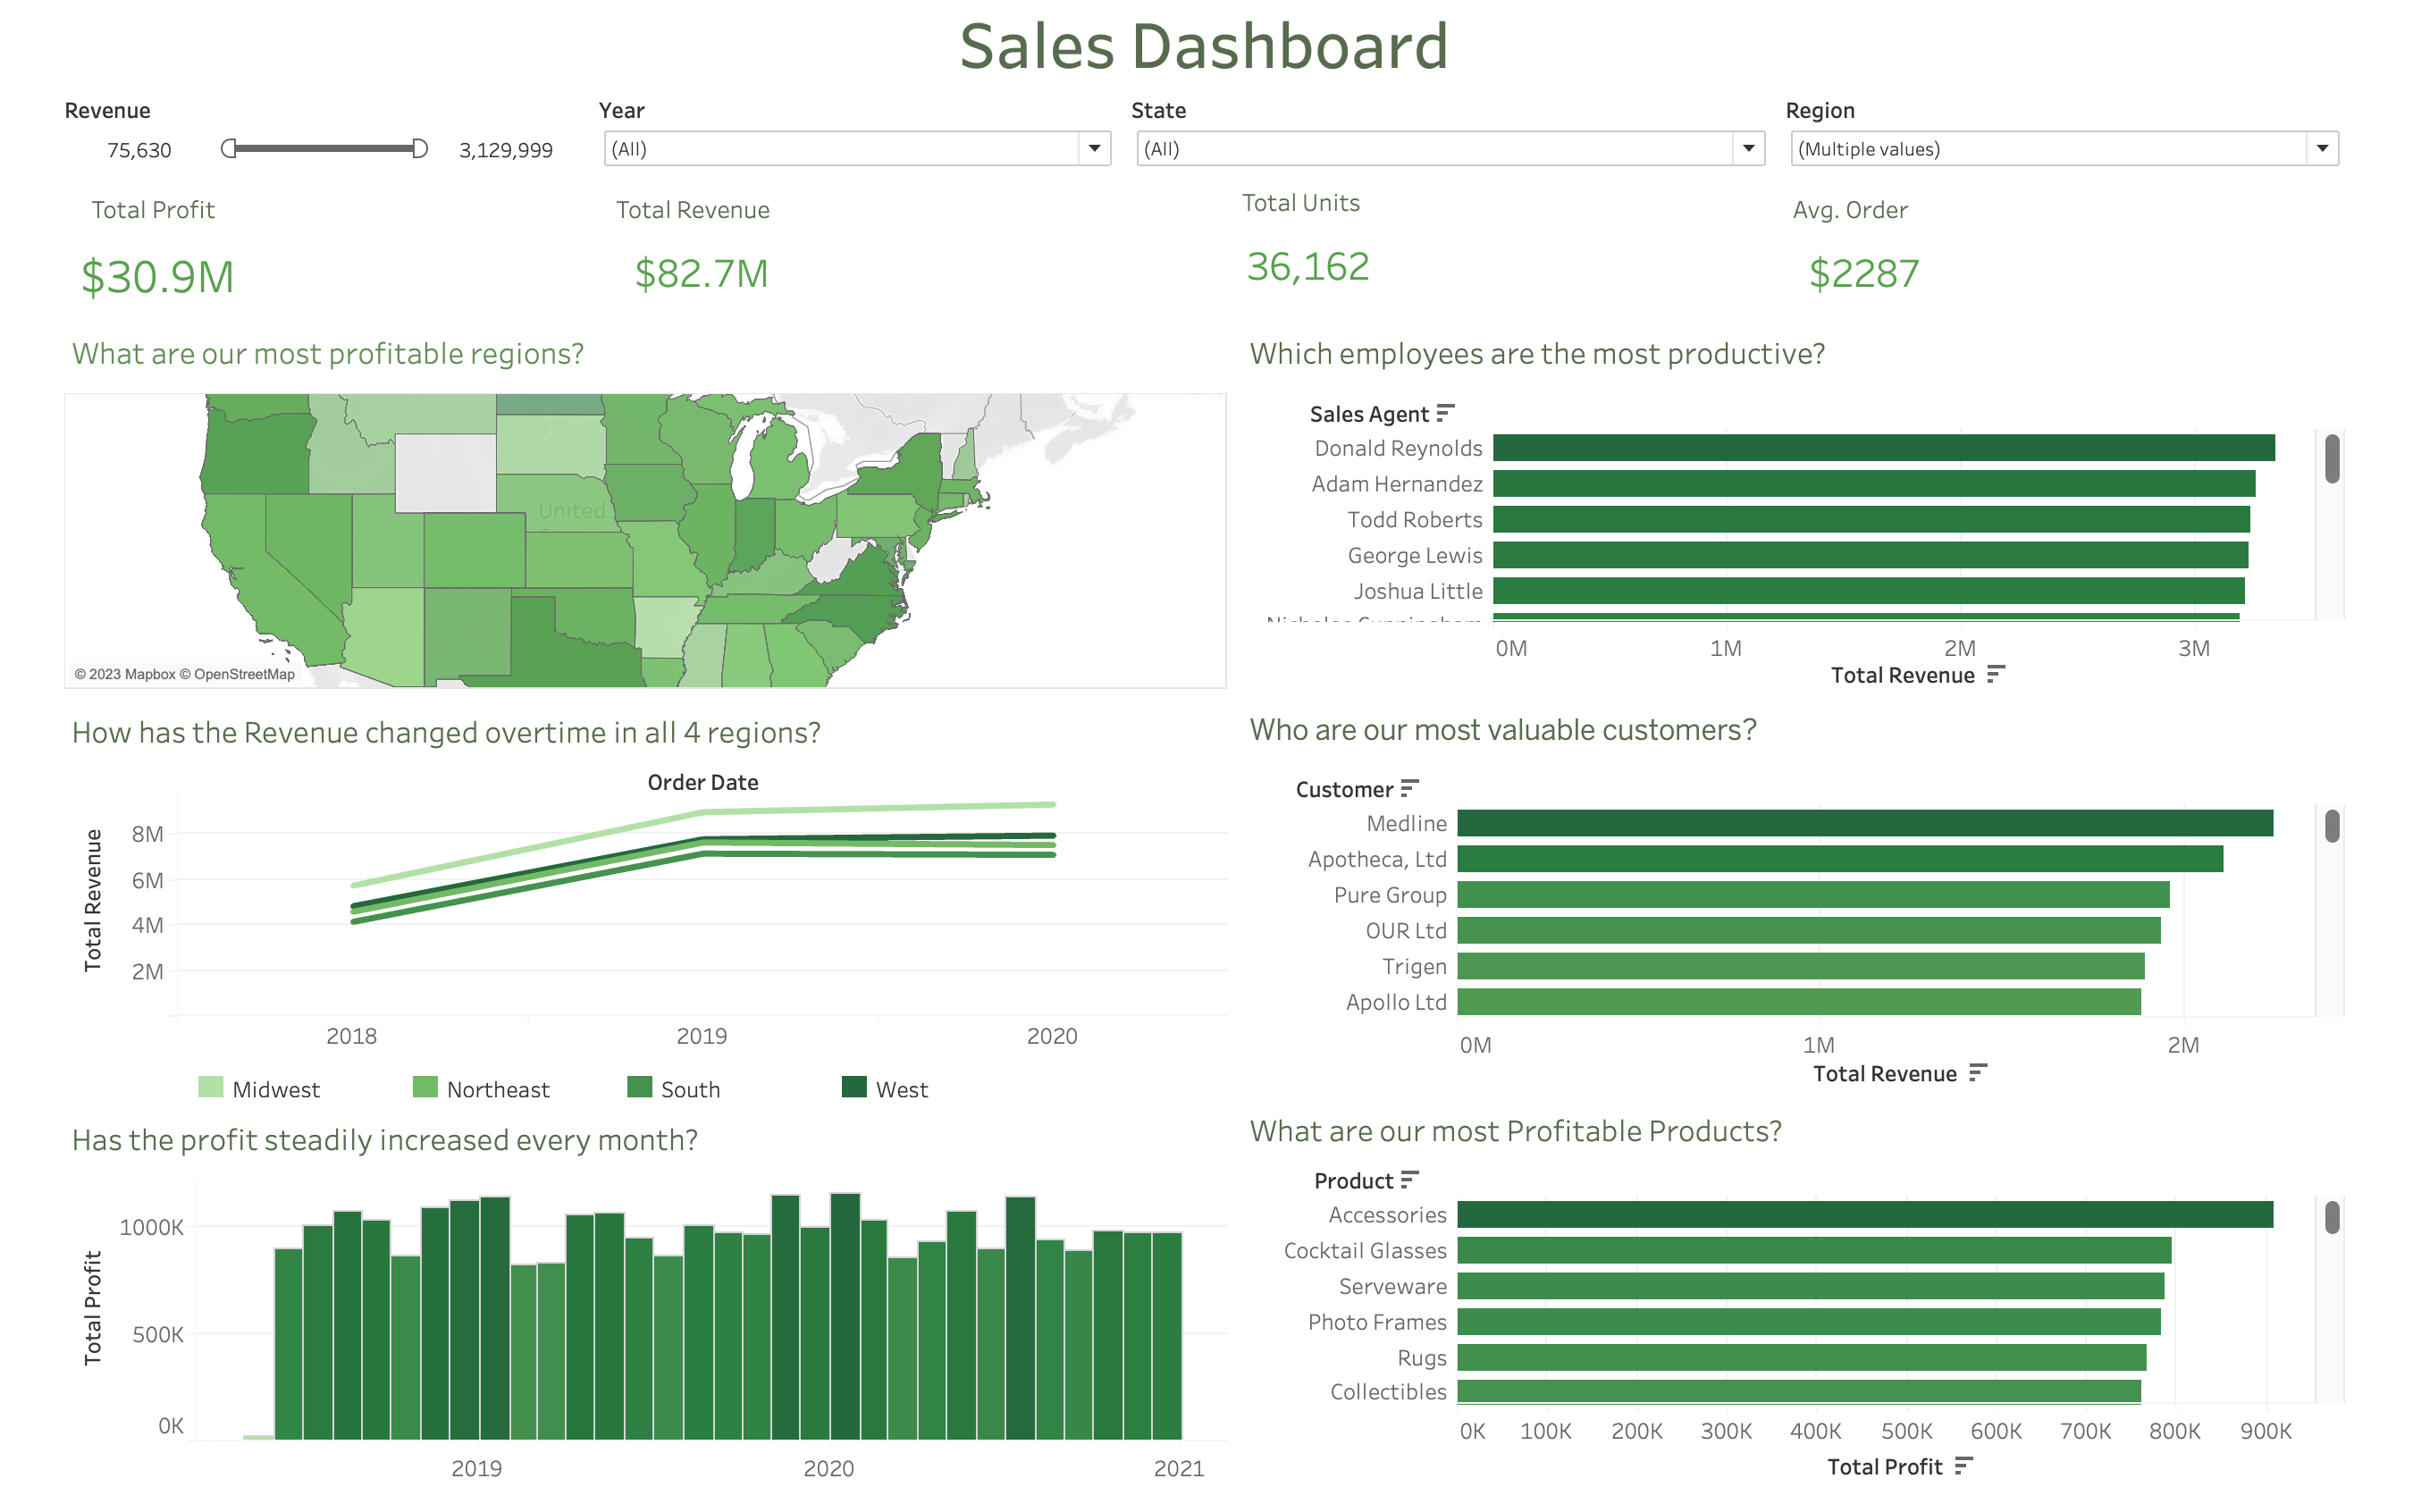 Sales Dashboard
Revenue
Year
State
Region
75,630
3,129,999
(All)
(All)
(Multiple values)
Total Profit
Total Revenue
Total Units
Avg. Order
$30.9M
$82.7M
36,162
$2287
What are our most profitable regions?
United
© 2023 Mapbox © OpenStreetMap
Which employees are the most productive?
Sales Agent
Donald Reynolds
Adam Hernandez
Todd Roberts
George Lewis
Joshua Little
0M 1M 2M 3M
Total Revenue
How has the Revenue changed overtime in all 4 regions?
Order Date
Total Revenue
8M
6M
4M
2M
2018 2019 2020
Midwest Northeast South West
Who are our most valuable customers?
Customer
Medline
Apotheca, Ltd
Pure Group
OUR Ltd
Trigen
Apollo Ltd
0M 1M 2M
Total Revenue
Has the profit steadily increased every month?
Total Profit
1000K
500K
0K
2019 2020 2021
What are our most Profitable Products?
Product
Accessories
Cocktail Glasses
Serveware
Photo Frames
Rugs
Collectibles
0K 100K 200K 300K 400K 500K 600K 700K 800K 900K
Total Profit